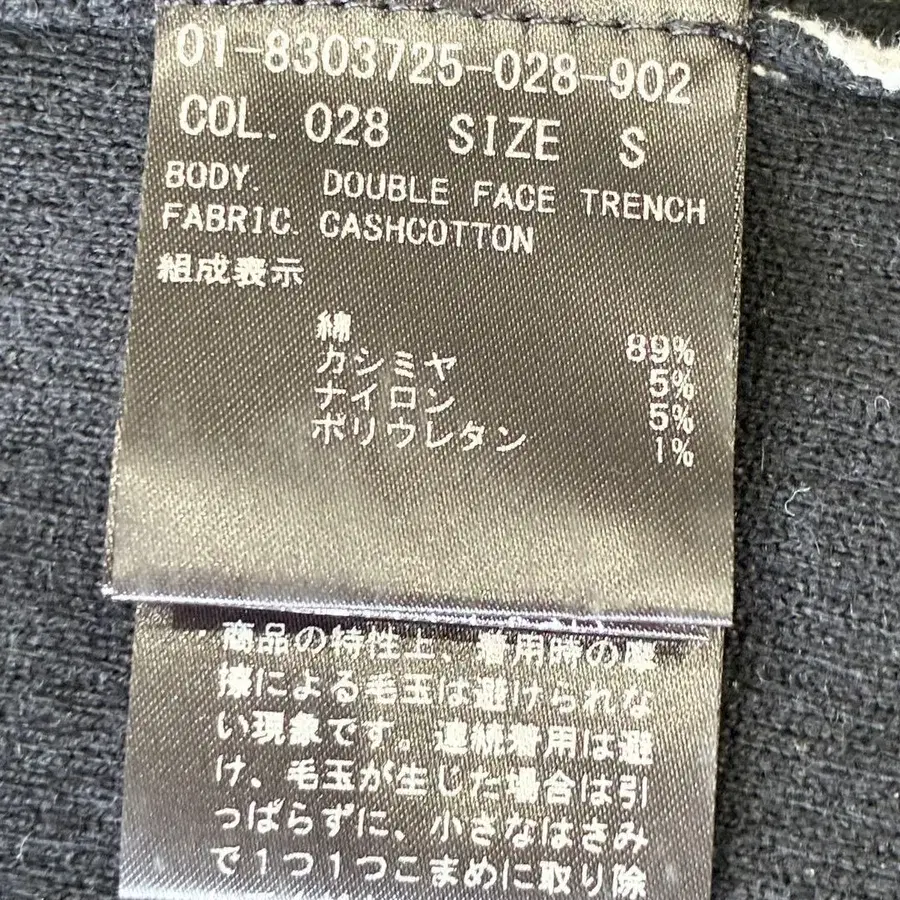 01-8303725-028-902
COL. 028 SIZE S
BODY. DOUBLE FACE TRENCH
FABRIC. CASHCOTTON
組成表示
綿 89%
カシミヤ 5%
ナイロン 5%
ポリウレタン 1%
商品の特性上、着用時の摩
擦による毛玉は避けられな
い現象です。連続着用は避
け、毛玉が生じた場合は引
っぱらずに、小さなはさみ
で1つ1つこまめに取り除